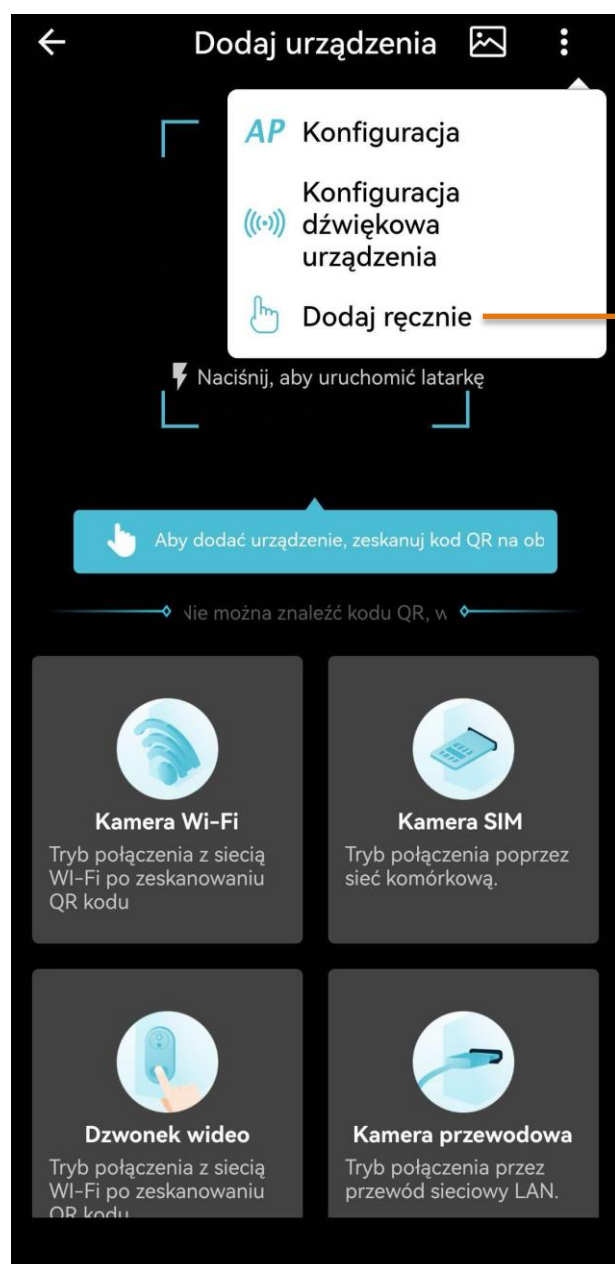 Dodaj urządzenia
AP Konfiguracja
Konfiguracja
dźwiękowa
urządzenia
Dodaj ręcznie
Naciśnij, aby uruchomić latarkę
Aby dodać urządzenie, zeskanuj kod QR na ob
Nie można znaleźć kodu QR, w
Kamera Wi-Fi
Tryb połączenia z siecią
WI-Fi po zeskanowaniu
QR kodu
Kamera SIM
Tryb połączenia poprzez
sieć komórkową.
Dzwonek wideo
Tryb połączenia z siecią
WI-Fi po zeskanowaniu
QR kodu
Kamera przewodowa
Tryb połączenia przez
przewód sieciowy LAN.